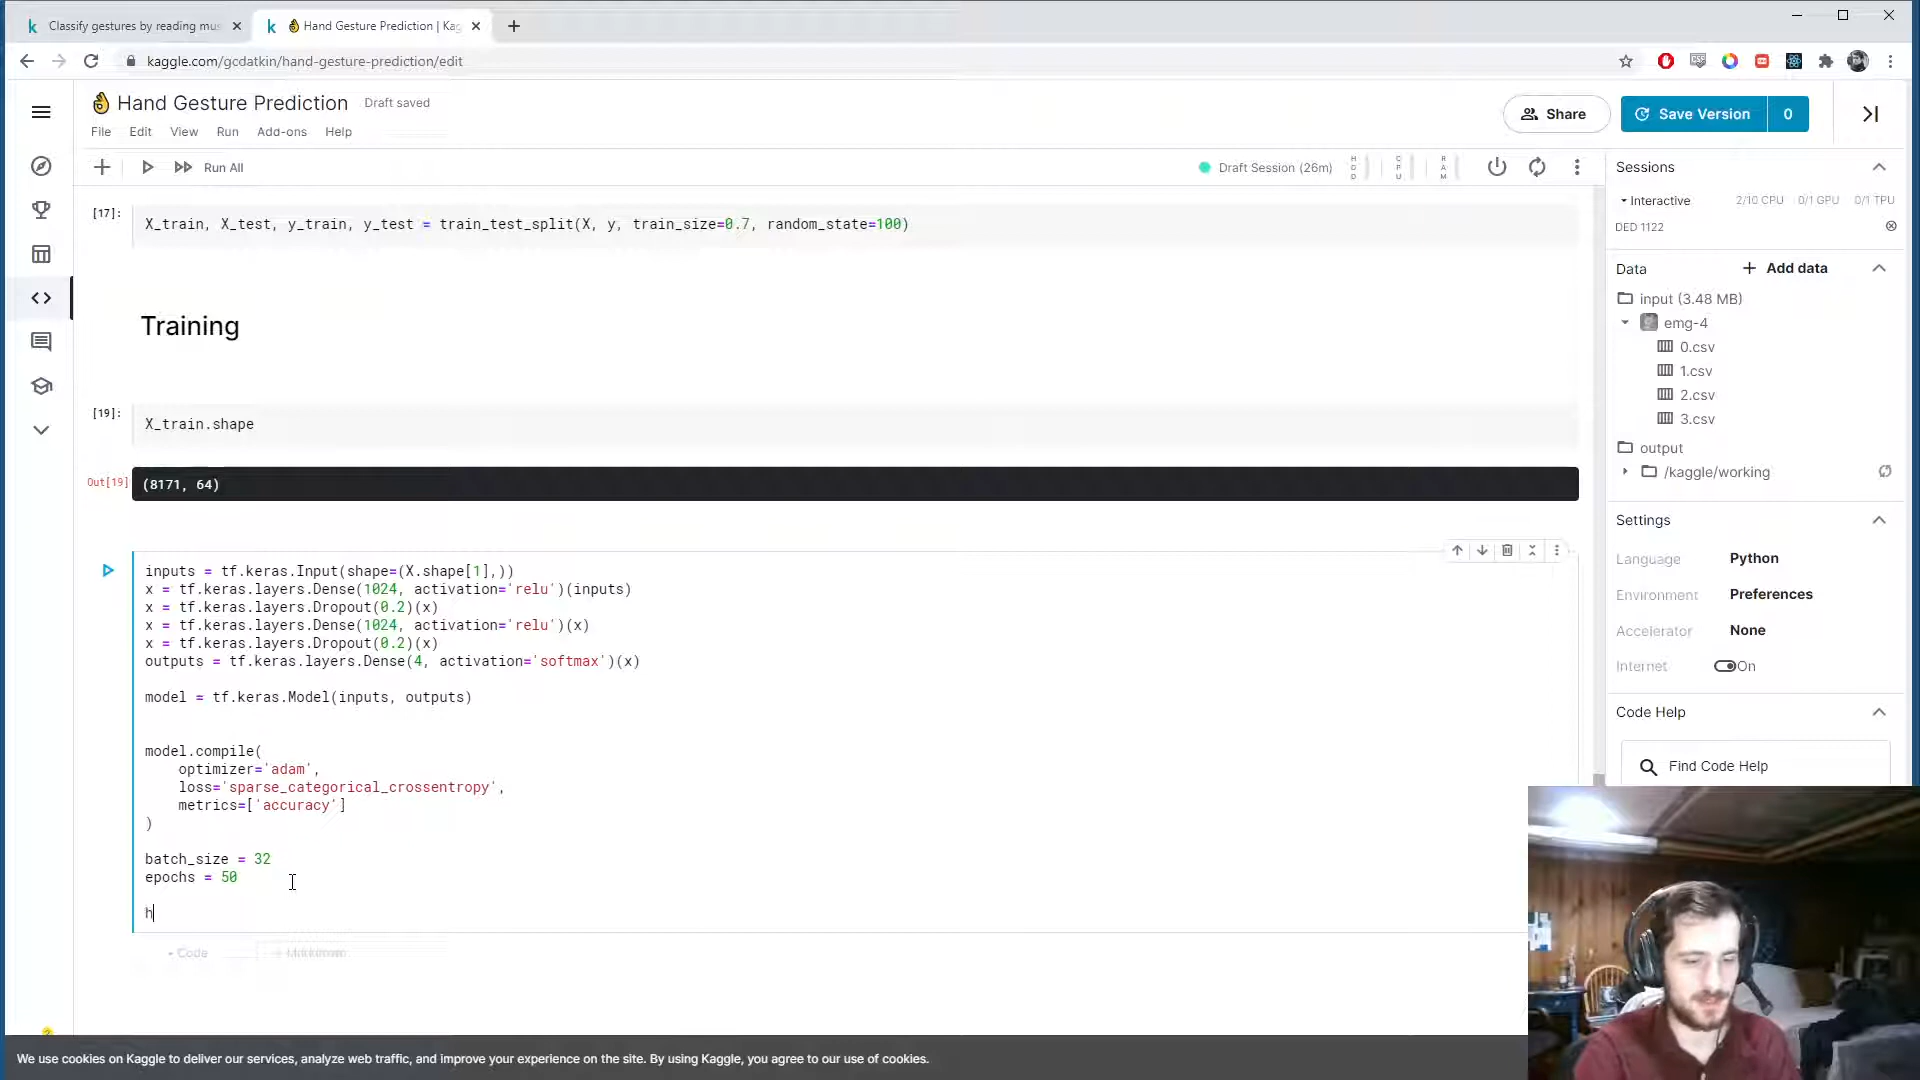 Classify gestures by reading mus
Hand Gesture Prediction | Kag
kaggle.com/gcdatkin/hand-gesture-prediction/edit
Hand Gesture Prediction Draft saved
File Edit View Run Add-ons Help
Share
Save Version 0
Run All
Draft Session (26m)
HDD
CPU
RAM
[17]:
X_train, X_test, y_train, y_test = train_test_split(X, y, train_size=0.7, random_state=100)
Training
[19]:
X_train.shape
Out[19]
(8171, 64)
inputs = tf.keras.Input(shape=(X.shape[1],))
x = tf.keras.layers.Dense(1024, activation='relu')(inputs)
x = tf.keras.layers.Dropout(0.2)(x)
x = tf.keras.layers.Dense(1024, activation='relu')(x)
x = tf.keras.layers.Dropout(0.2)(x)
outputs = tf.keras.layers.Dense(4, activation='softmax')(x)
model = tf.keras.Model(inputs, outputs)
model.compile(
optimizer='adam',
loss='sparse_categorical_crossentropy',
metrics=['accuracy']
)
batch_size = 32
epochs = 50
h
+ Code
+ Markdown
Sessions
Interactive 2/10 CPU 0/1 GPU 0/1 TPU
DED 1122
Data + Add data
input (3.48 MB)
emg-4
0.csv
1.csv
2.csv
3.csv
output
/kaggle/working
Settings
Language Python
Environment Preferences
Accelerator None
Internet On
Code Help
Find Code Help
We use cookies on Kaggle to deliver our services, analyze web traffic, and improve your experience on the site. By using Kaggle, you agree to our use of cookies.